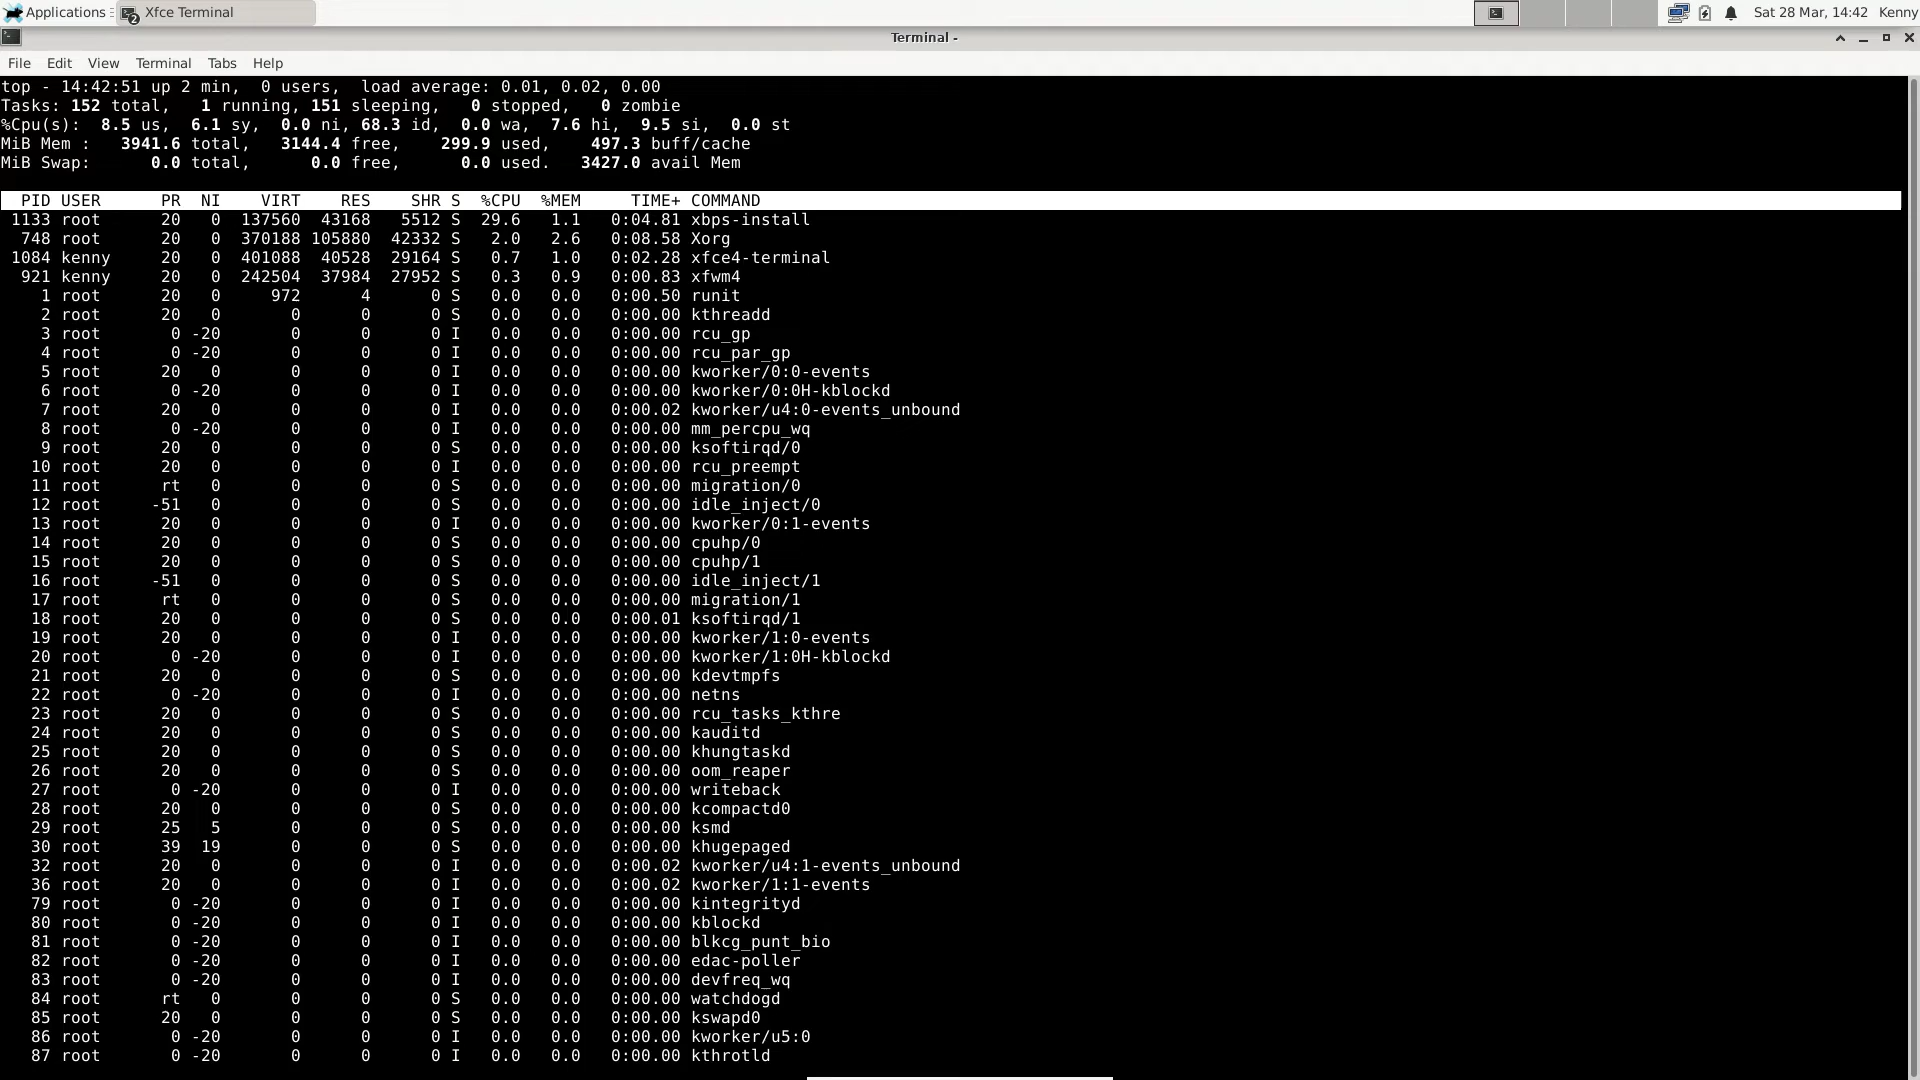 Applications
Xfce Terminal
2
Sat 28 Mar, 14:42 Kenny
Terminal -
File Edit View Terminal Tabs Help
top - 14:42:51 up 2 min, 0 users, load average: 0.01, 0.02, 0.00
Tasks: 152 total, 1 running, 151 sleeping, 0 stopped, 0 zombie
%Cpu(s): 8.5 us, 6.1 sy, 0.0 ni, 68.3 id, 0.0 wa, 7.6 hi, 9.5 si, 0.0 st
MiB Mem : 3941.6 total, 3144.4 free, 299.9 used, 497.3 buff/cache
MiB Swap: 0.0 total, 0.0 free, 0.0 used. 3427.0 avail Mem
PID USER PR NI VIRT RES SHR S %CPU %MEM TIME+ COMMAND
1133 root 20 0 137560 43168 5512 S 29.6 1.1 0:04.81 xbps-install
748 root 20 0 370188 105880 42332 S 2.0 2.6 0:08.58 Xorg
1084 kenny 20 0 401088 40528 29164 S 0.7 1.0 0:02.28 xfce4-terminal
921 kenny 20 0 242504 37984 27952 S 0.3 0.9 0:00.83 xfwm4
1 root 20 0 972 4 0 S 0.0 0.0 0:00.50 runit
2 root 20 0 0 0 0 S 0.0 0.0 0:00.00 kthreadd
3 root 0 -20 0 0 0 I 0.0 0.0 0:00.00 rcu_gp
4 root 0 -20 0 0 0 I 0.0 0.0 0:00.00 rcu_par_gp
5 root 20 0 0 0 0 I 0.0 0.0 0:00.00 kworker/0:0-events
6 root 0 -20 0 0 0 I 0.0 0.0 0:00.00 kworker/0:0H-kblockd
7 root 20 0 0 0 0 I 0.0 0.0 0:00.02 kworker/u4:0-events_unbound
8 root 0 -20 0 0 0 I 0.0 0.0 0:00.00 mm_percpu_wq
9 root 20 0 0 0 0 S 0.0 0.0 0:00.00 ksoftirqd/0
10 root 20 0 0 0 0 I 0.0 0.0 0:00.00 rcu_preempt
11 root rt 0 0 0 0 S 0.0 0.0 0:00.00 migration/0
12 root -51 0 0 0 0 S 0.0 0.0 0:00.00 idle_inject/0
13 root 20 0 0 0 0 I 0.0 0.0 0:00.00 kworker/0:1-events
14 root 20 0 0 0 0 S 0.0 0.0 0:00.00 cpuhp/0
15 root 20 0 0 0 0 S 0.0 0.0 0:00.00 cpuhp/1
16 root -51 0 0 0 0 S 0.0 0.0 0:00.00 idle_inject/1
17 root rt 0 0 0 0 S 0.0 0.0 0:00.00 migration/1
18 root 20 0 0 0 0 S 0.0 0.0 0:00.01 ksoftirqd/1
19 root 20 0 0 0 0 I 0.0 0.0 0:00.00 kworker/1:0-events
20 root 0 -20 0 0 0 I 0.0 0.0 0:00.00 kworker/1:0H-kblockd
21 root 20 0 0 0 0 S 0.0 0.0 0:00.00 kdevtmpfs
22 root 0 -20 0 0 0 I 0.0 0.0 0:00.00 netns
23 root 20 0 0 0 0 S 0.0 0.0 0:00.00 rcu_tasks_kthre
24 root 20 0 0 0 0 S 0.0 0.0 0:00.00 kauditd
25 root 20 0 0 0 0 S 0.0 0.0 0:00.00 khungtaskd
26 root 20 0 0 0 0 S 0.0 0.0 0:00.00 oom_reaper
27 root 0 -20 0 0 0 I 0.0 0.0 0:00.00 writeback
28 root 20 0 0 0 0 S 0.0 0.0 0:00.00 kcompactd0
29 root 25 5 0 0 0 S 0.0 0.0 0:00.00 ksmd
30 root 39 19 0 0 0 S 0.0 0.0 0:00.00 khugepaged
32 root 20 0 0 0 0 I 0.0 0.0 0:00.02 kworker/u4:1-events_unbound
36 root 20 0 0 0 0 I 0.0 0.0 0:00.02 kworker/1:1-events
79 root 0 -20 0 0 0 I 0.0 0.0 0:00.00 kintegrityd
80 root 0 -20 0 0 0 I 0.0 0.0 0:00.00 kblockd
81 root 0 -20 0 0 0 I 0.0 0.0 0:00.00 blkcg_punt_bio
82 root 0 -20 0 0 0 I 0.0 0.0 0:00.00 edac-poller
83 root 0 -20 0 0 0 I 0.0 0.0 0:00.00 devfreq_wq
84 root rt 0 0 0 0 S 0.0 0.0 0:00.00 watchdogd
85 root 20 0 0 0 0 S 0.0 0.0 0:00.00 kswapd0
86 root 0 -20 0 0 0 I 0.0 0.0 0:00.00 kworker/u5:0
87 root 0 -20 0 0 0 I 0.0 0.0 0:00.00 kthrotld